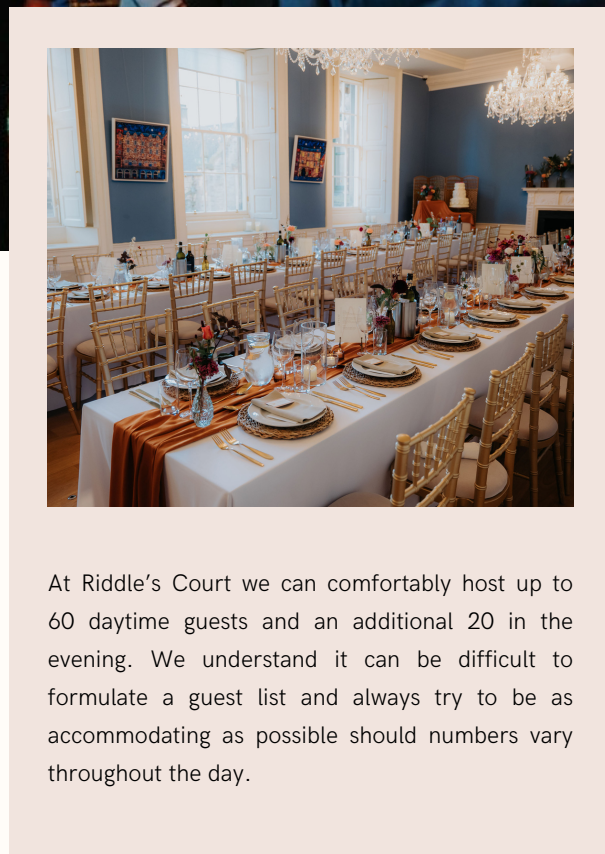 At Riddle’s Court we can comfortably host up to
60 daytime guests and an additional 20 in the
evening. We understand it can be difficult to
formulate a guest list and always try to be as
accommodating as possible should numbers vary
throughout the day.